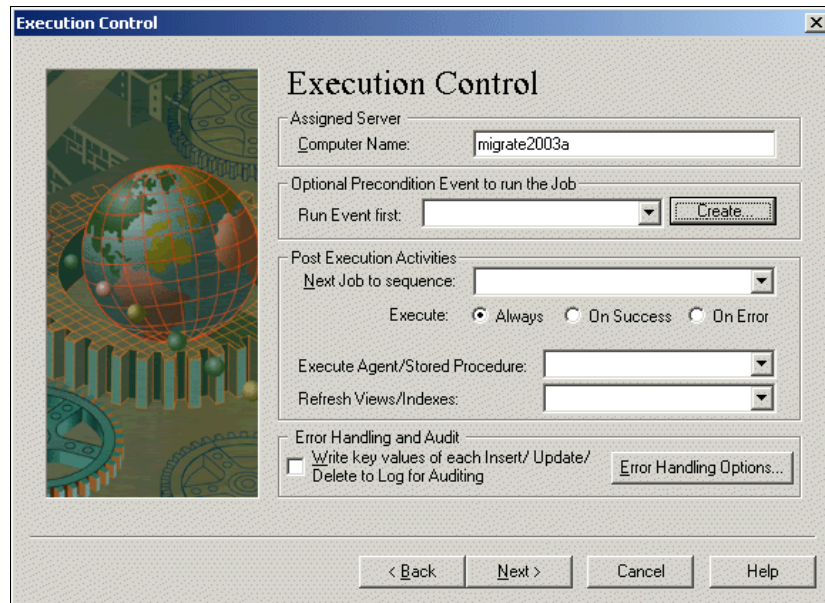 Execution Control
Execution Control
Assigned Server
Computer Name: migrate2003a
Optional Precondition Event to run the Job
Run Event first: Create...
Post Execution Activities
Next Job to sequence:
Execute: Always On Success On Error
Execute Agent/Stored Procedure:
Refresh Views/Indexes:
Error Handling and Audit
Write key values of each Insert/ Update/
Delete to Log for Auditing
Error Handling Options...
< Back Next > Cancel Help